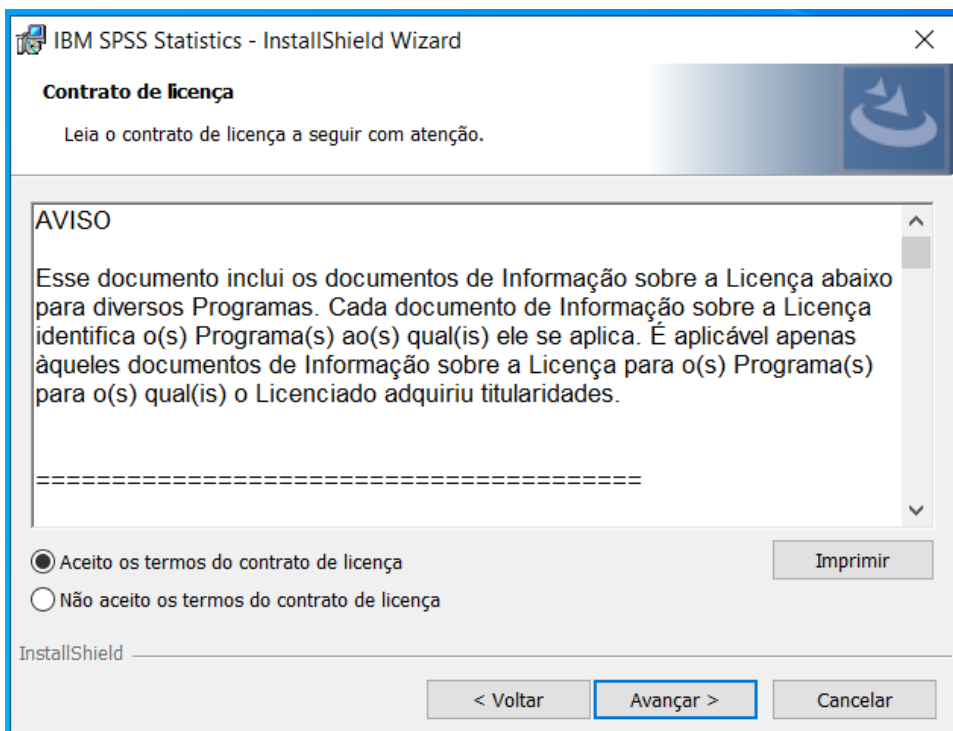 IBM SPSS Statistics - InstallShield Wizard
Contrato de licença
Leia o contrato de licença a seguir com atenção.
AVISO
Esse documento inclui os documentos de Informação sobre a Licença abaixo
para diversos Programas. Cada documento de Informação sobre a Licença
identifica o(s) Programa(s) ao(s) qual(is) ele se aplica. É aplicável apenas
àqueles documentos de Informação sobre a Licença para o(s) Programa(s)
para o(s) qual(is) o Licenciado adquiriu titularidades.
========================================
Aceito os termos do contrato de licença
Imprimir
Não aceito os termos do contrato de licença
InstallShield
< Voltar
Avançar >
Cancelar